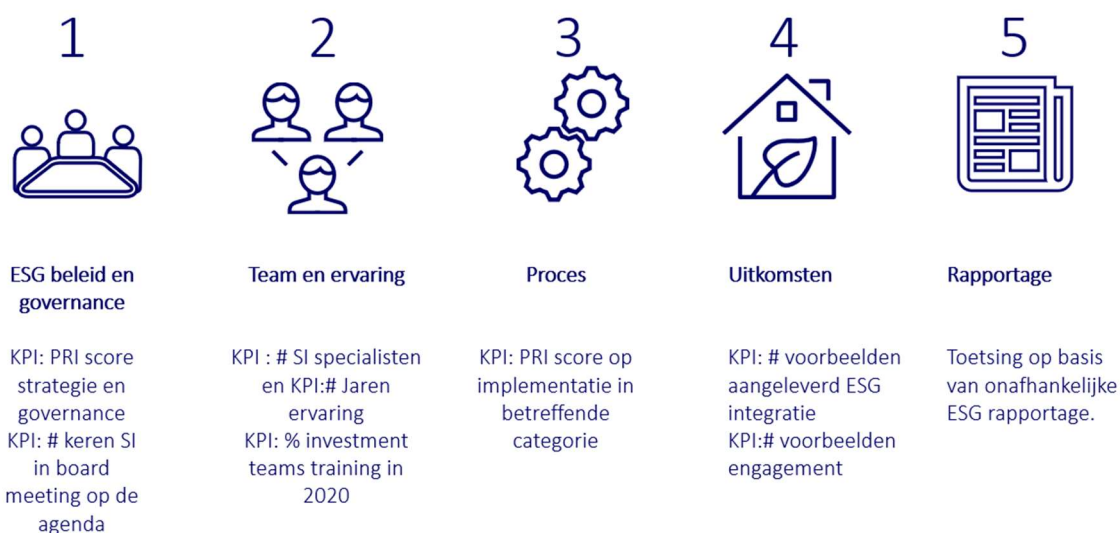 1
ESG beleid en
governance
KPI: PRI score
strategie en
governance
KPI: # keren SI
in board
meeting op de
agenda
2
Team en ervaring
KPI : # SI specialisten
en KPI:# Jaren
ervaring
KPI: % investment
teams training in
2020
3
Proces
KPI: PRI score op
implementatie in
betreffende
categorie
4
Uitkomsten
KPI: # voorbeelden
aangeleverd ESG
integratie
KPI:# voorbeelden
engagement
5
Rapportage
Toetsing op basis
van onafhankelijke
ESG rapportage.